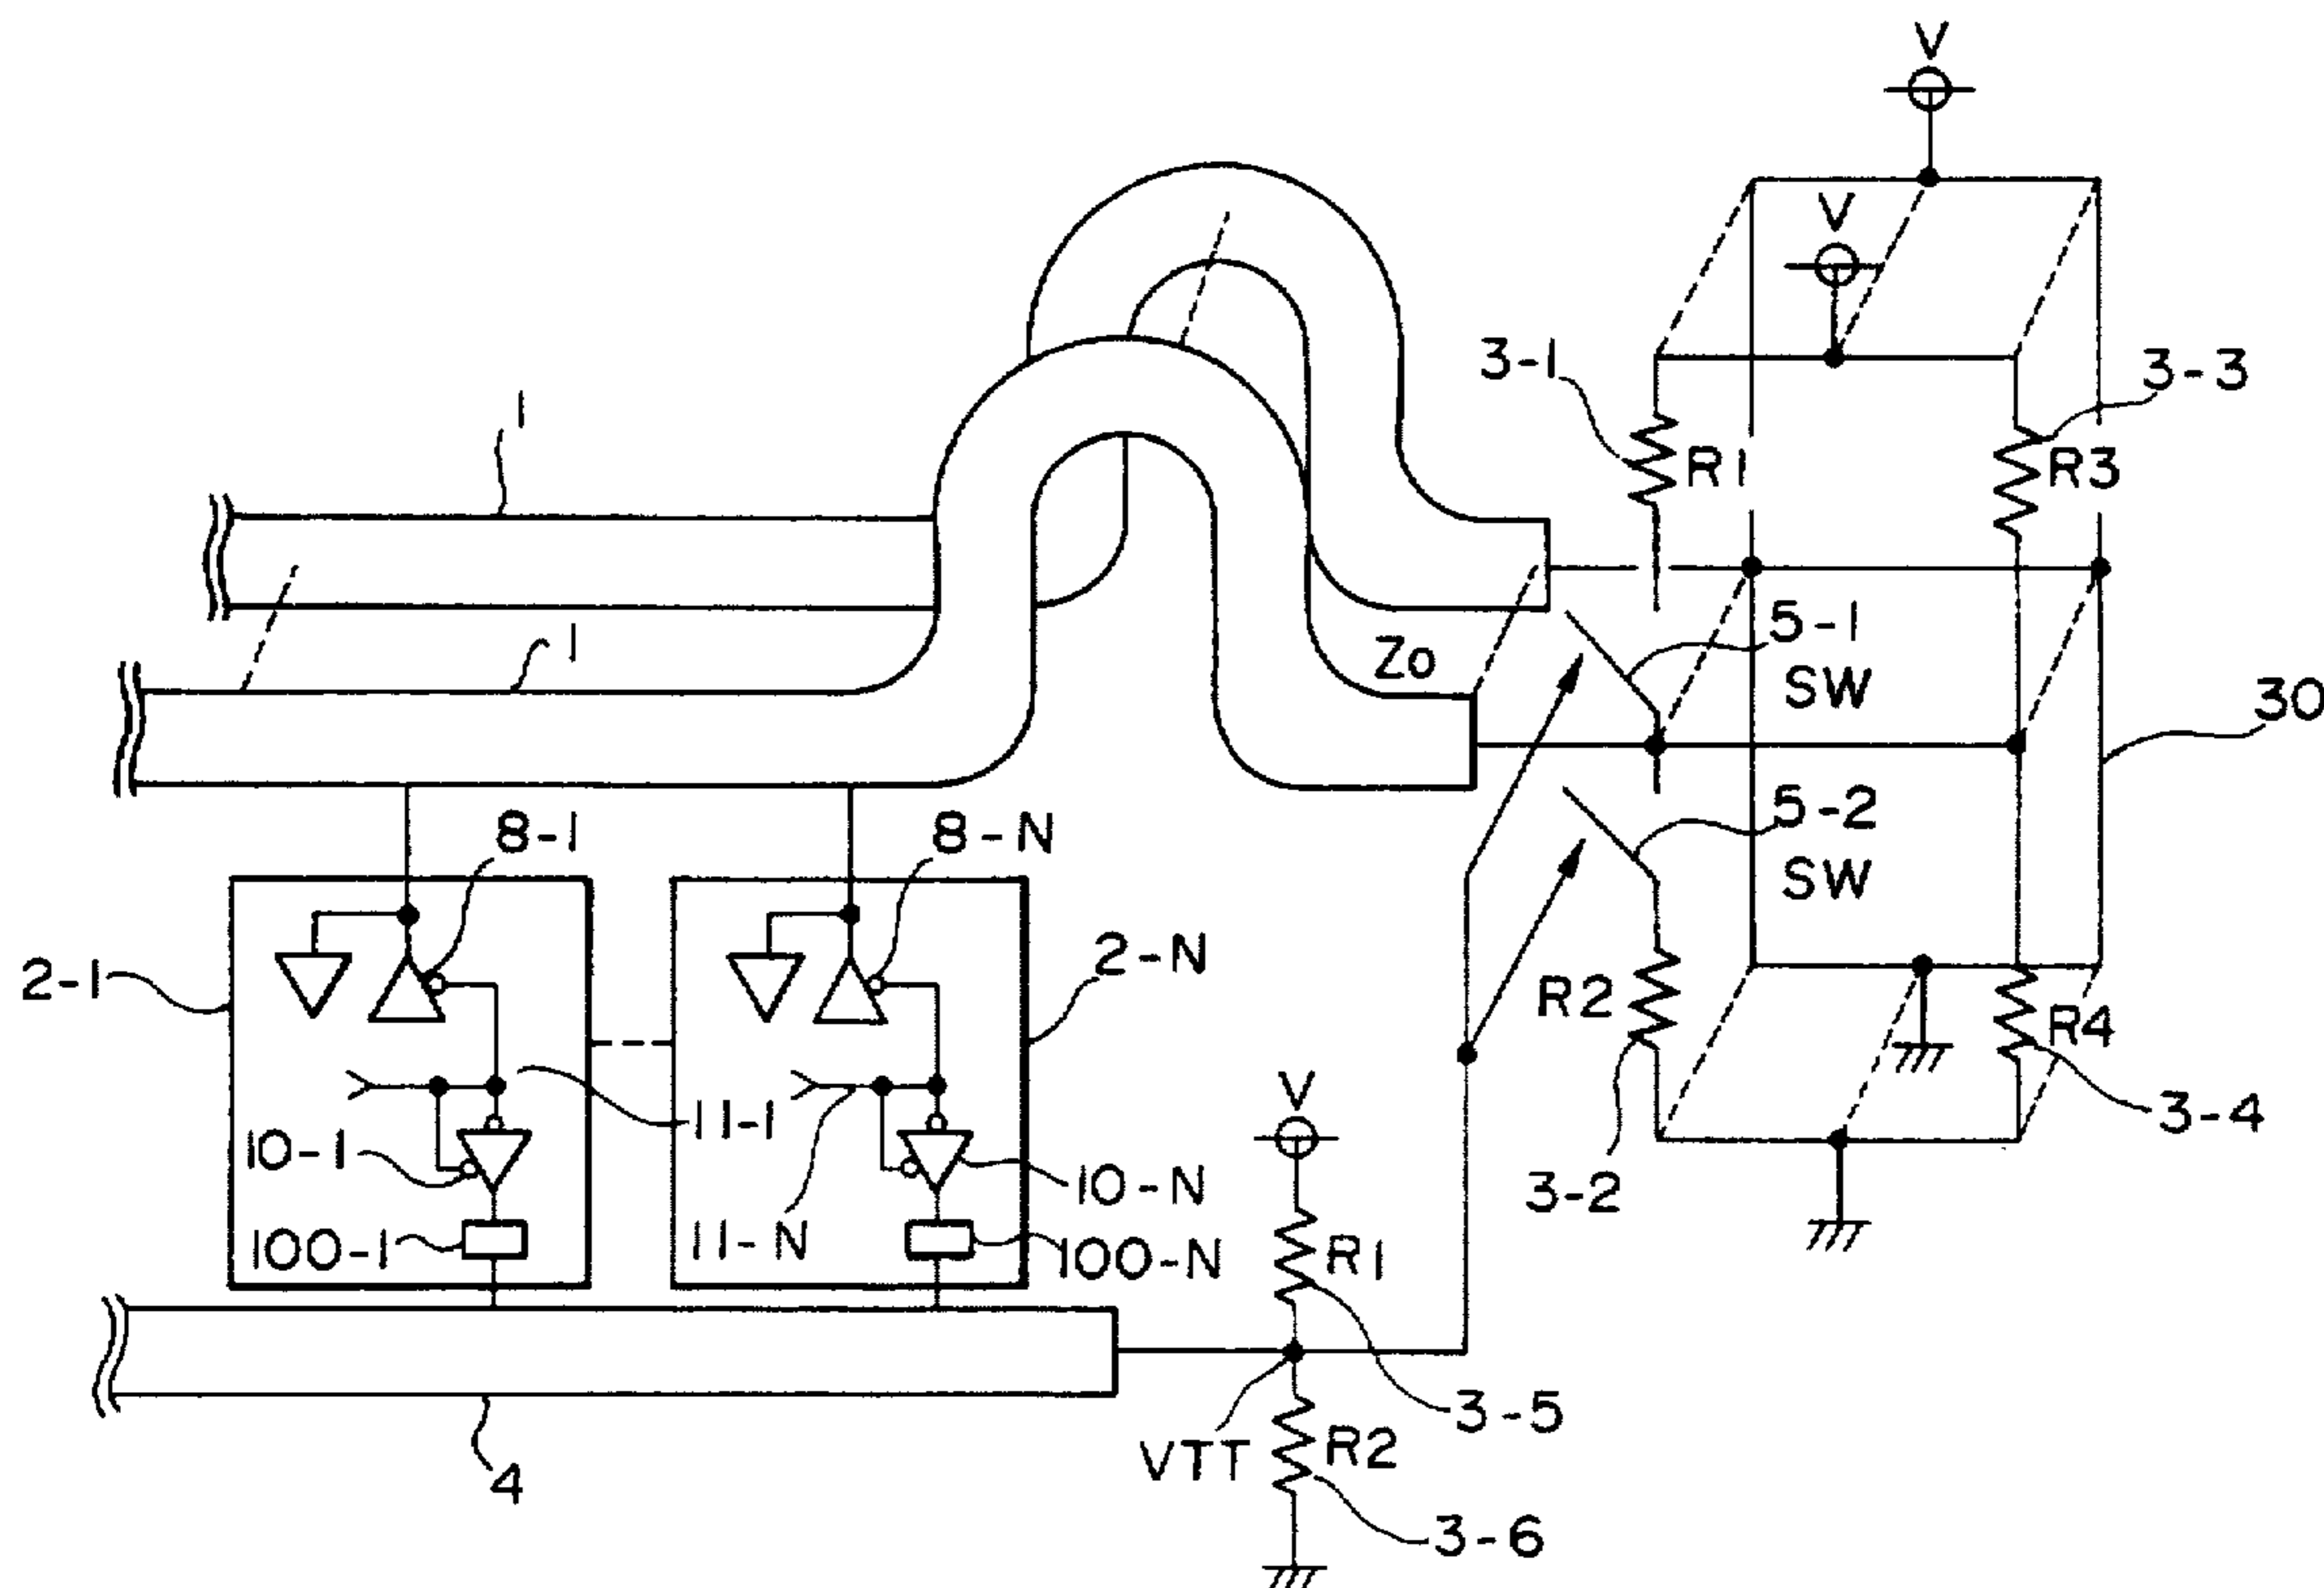 V
V
3-1
3-3
1
R1
R3
1
Zo
5-1
SW
30
8-1
8-N
5-2
SW
2-1
2-N
R2
R4
11-1
V
3-4
10-1
10-N
3-2
100-1
11-N
100-N
R1
3-5
VTT
R2
4
3-6